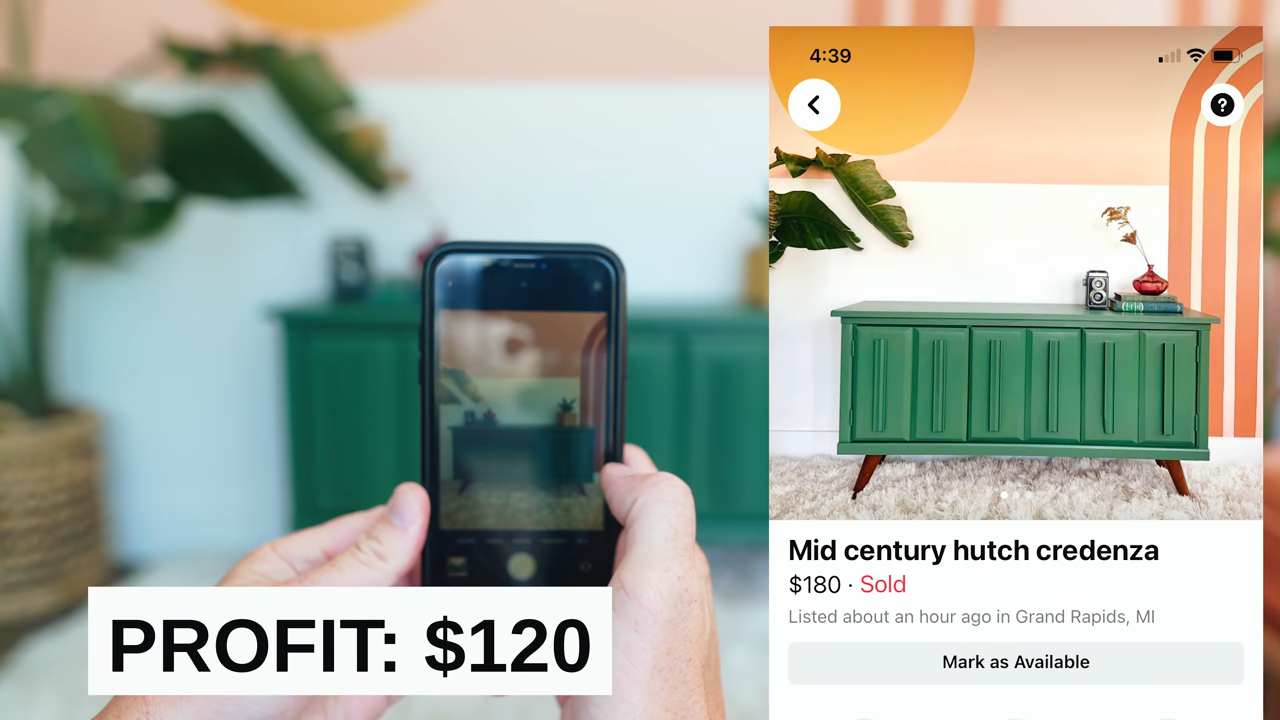 PROFIT: $120
4:39
Mid century hutch credenza
$180 · Sold
Listed about an hour ago in Grand Rapids, MI
Mark as Available